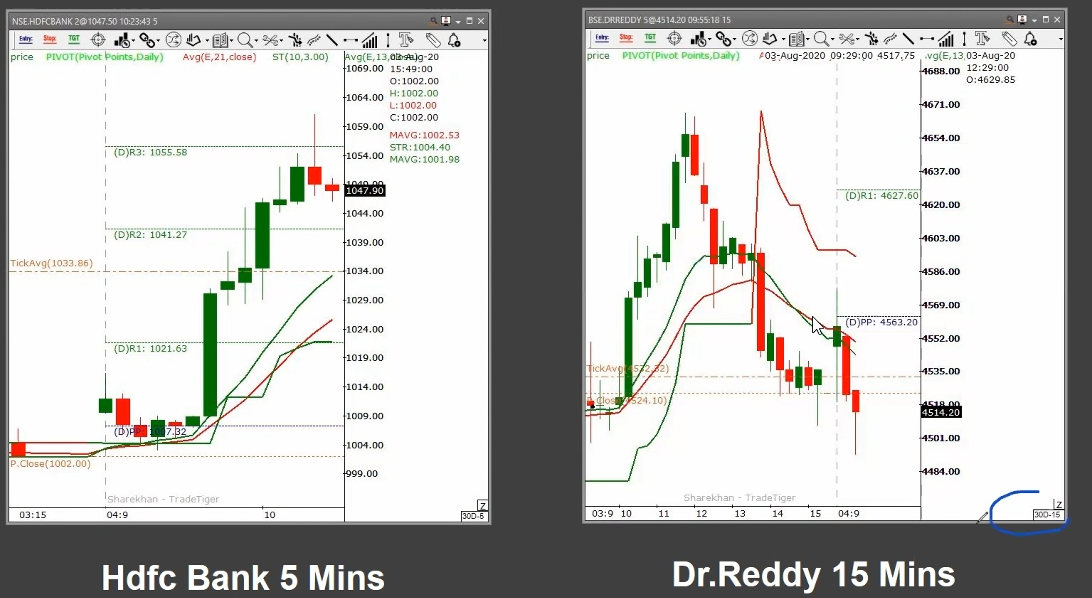 NSE.HDFCBANK 2@1047.50 10:23:43 5
Entry: Stop: TGT
price PIVOT(Pivot Points,Daily) Avg(E,21,close) ST(10,3.00) Avg(E,13,
03-Aug-20
15:49:00
O:1002.00
H:1002.00
L:1002.00
C:1002.00
MAVG:1002.53
STR:1004.40
MAVG:1001.98
1069.00
1064.00
1059.00
1054.00
1049.00
1047.90
1044.00
1039.00
1034.00
1029.00
1024.00
1019.00
1014.00
1009.00
1004.00
999.00
(D)R3: 1055.58
(D)R2: 1041.27
TickAvg(1033.86)
(D)R1: 1021.63
(D)PP: 1007.32
P.Close(1002.00)
Sharekhan - TradeTiger
03:15 04:9 10
Z
30D-5
Hdfc Bank 5 Mins
BSE.DRREDDY 5@4514.20 09:55:18 15
Entry: Stop: TGT
price PIVOT(Pivot Points,Daily) 03-Aug-2020 09:29:00 4517.75 vg(E,13,
03-Aug-20
12:29:00
O:4629.85
4688.00
4671.00
4654.00
4637.00
4620.00
4603.00
4586.00
4569.00
4552.00
4535.00
4518.00
4514.20
4501.00
4484.00
(D)R1: 4627.60
(D)PP: 4563.20
TickAvg(4532.32)
P.Close(4524.10)
Sharekhan - TradeTiger
03:9 10 11 12 13 14 15 04:9
Z
30D-15
Dr.Reddy 15 Mins